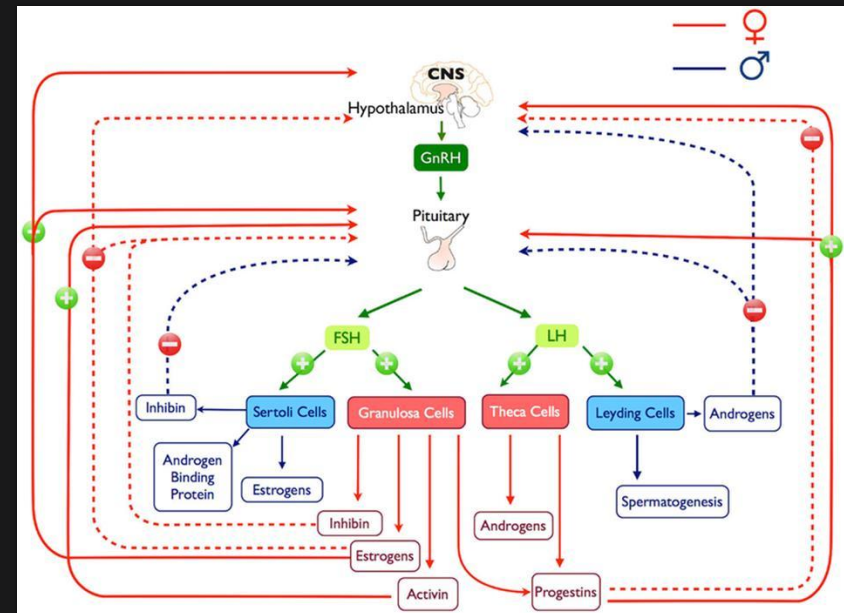 CNS
Hypothalamus
GnRH
Pituitary
FSH
LH
Inhibin
Sertoli Cells
Granulosa Cells
Theca Cells
Leyding Cells
Androgens
Androgen
Binding
Protein
Estrogens
Spermatogenesis
Inhibin
Androgens
Estrogens
Activin
Progestins